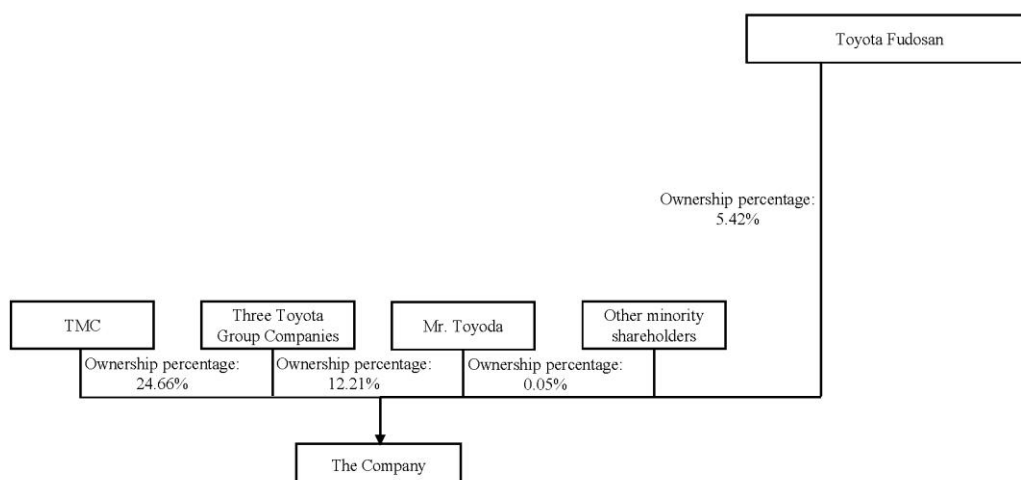 Toyota Fudosan
Ownership percentage:
5.42%
TMC
Three Toyota
Group Companies
Mr. Toyoda
Other minority
shareholders
Ownership percentage:
24.66%
Ownership percentage:
12.21%
Ownership percentage:
0.05%
The Company